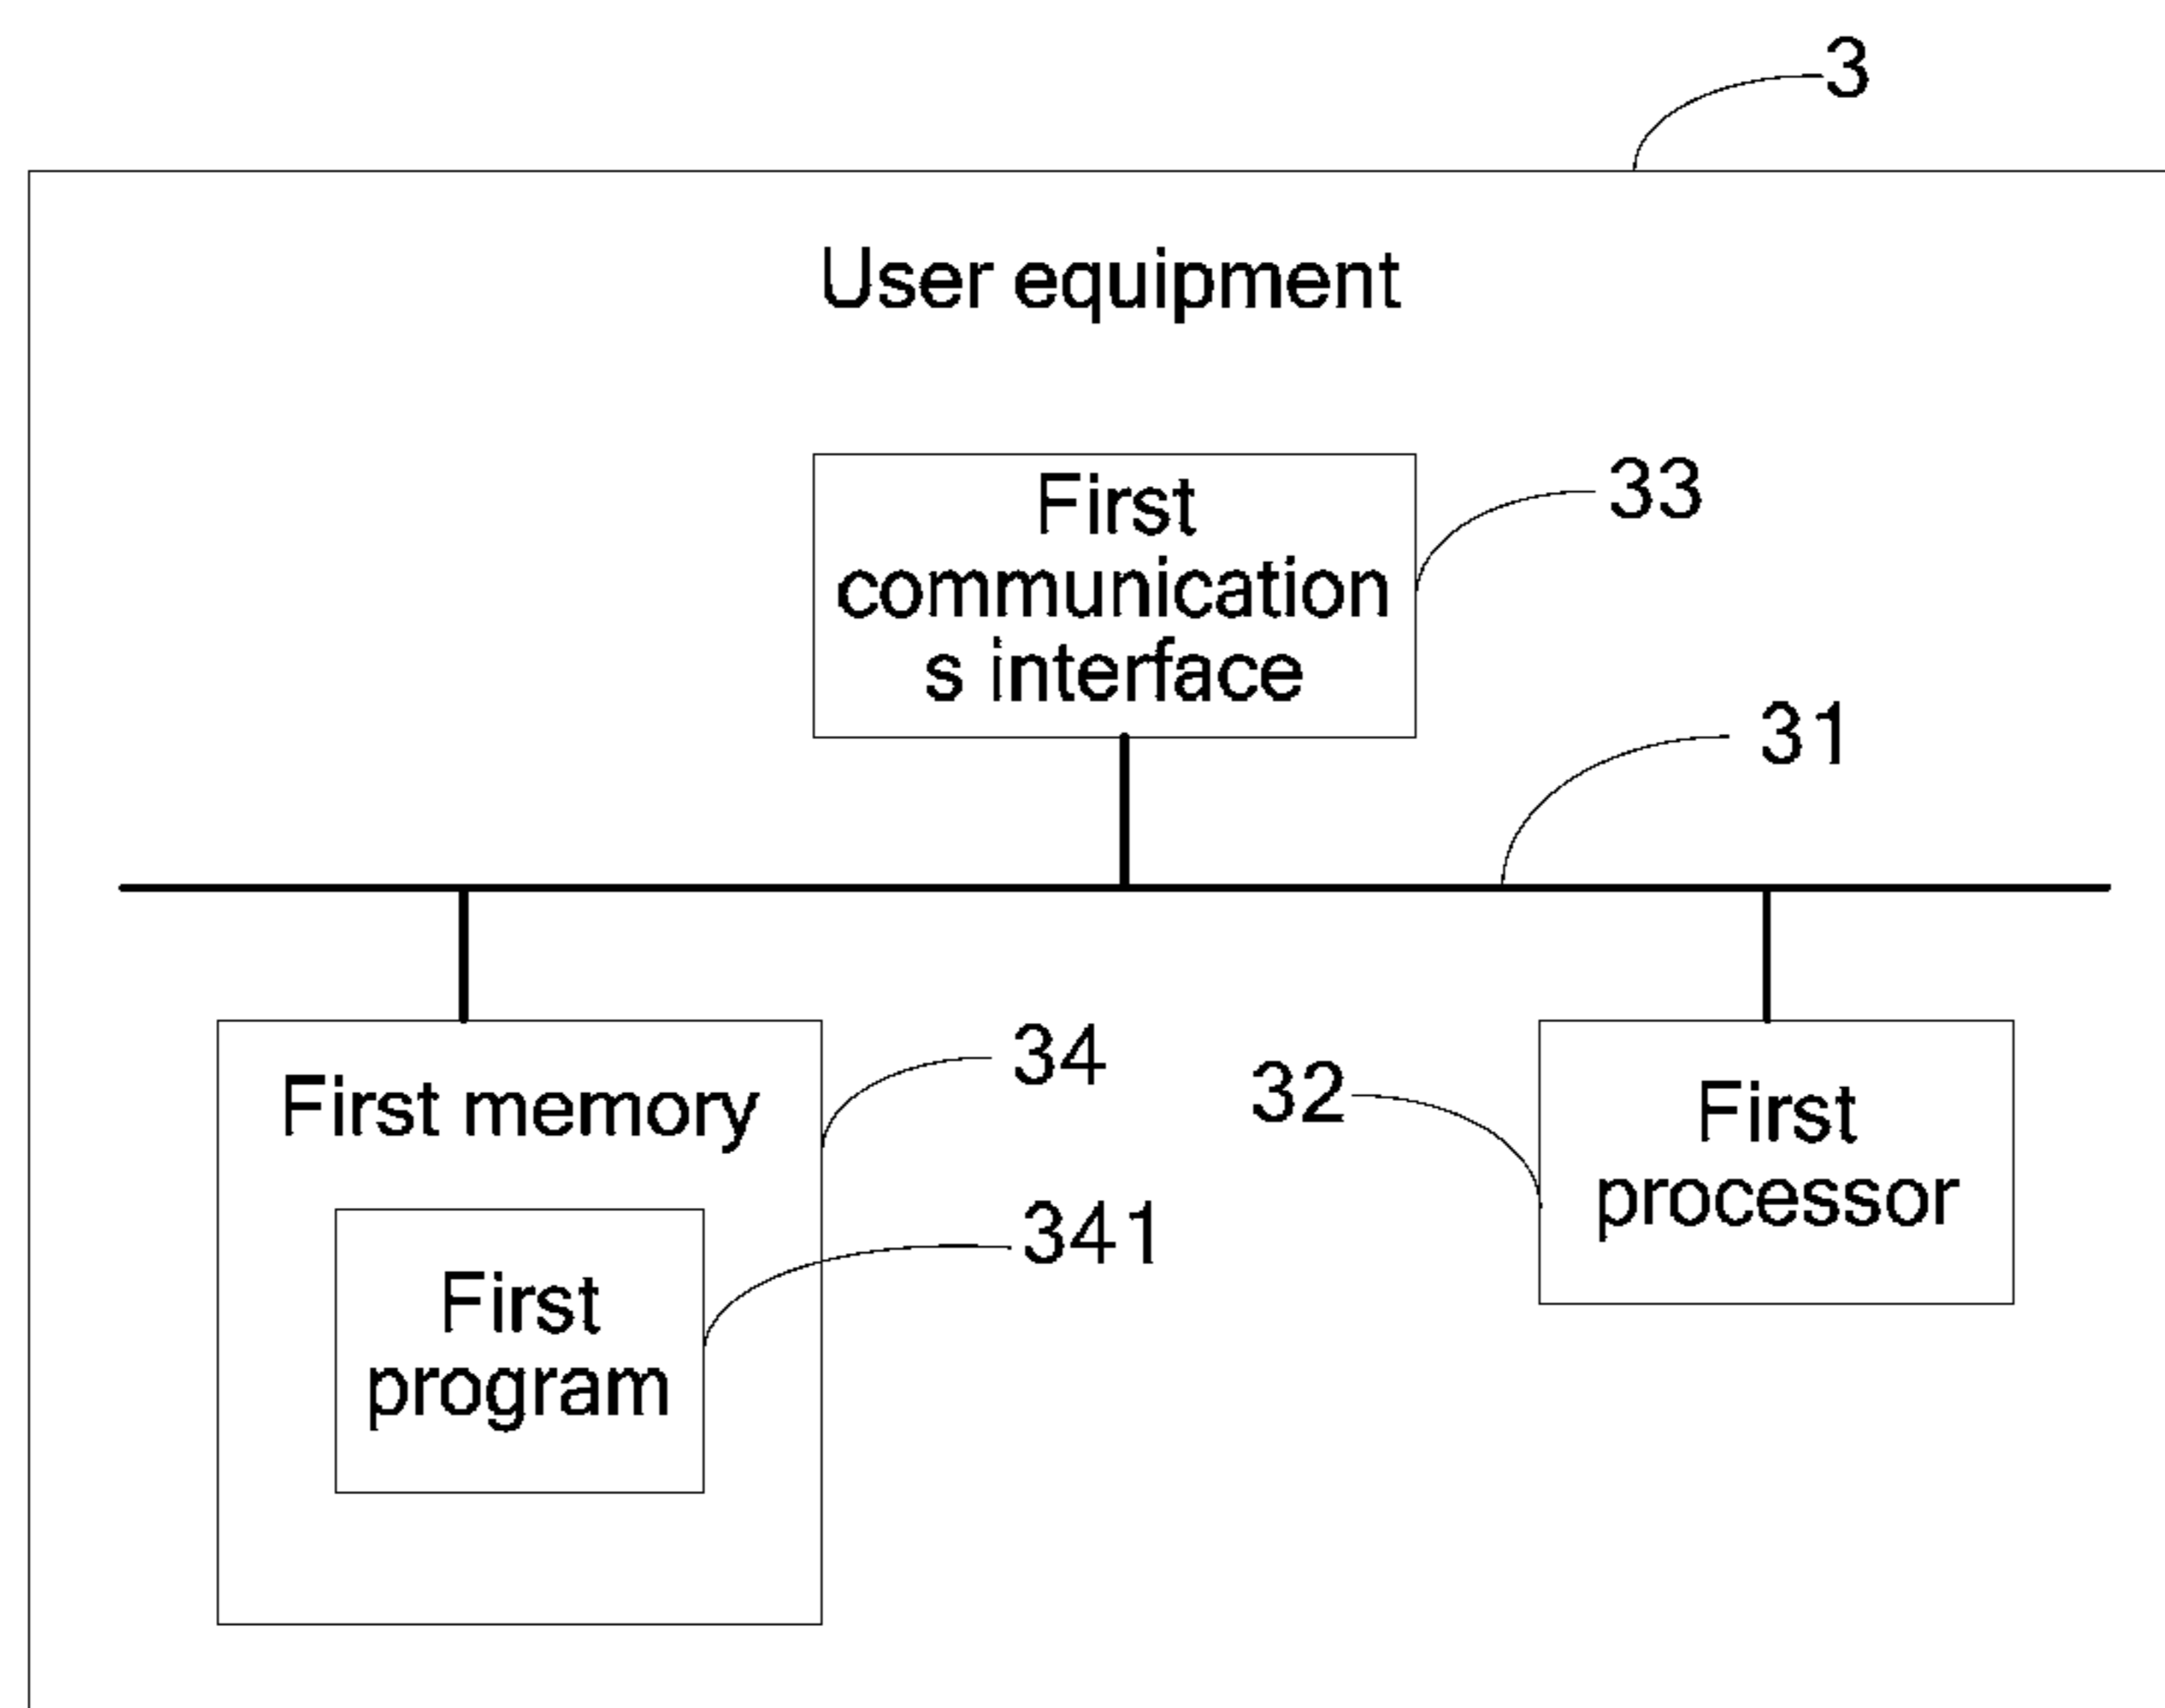 3
User equipment
First
communication
s interface
33
31
First memory
34
32
First
processor
341
First
program